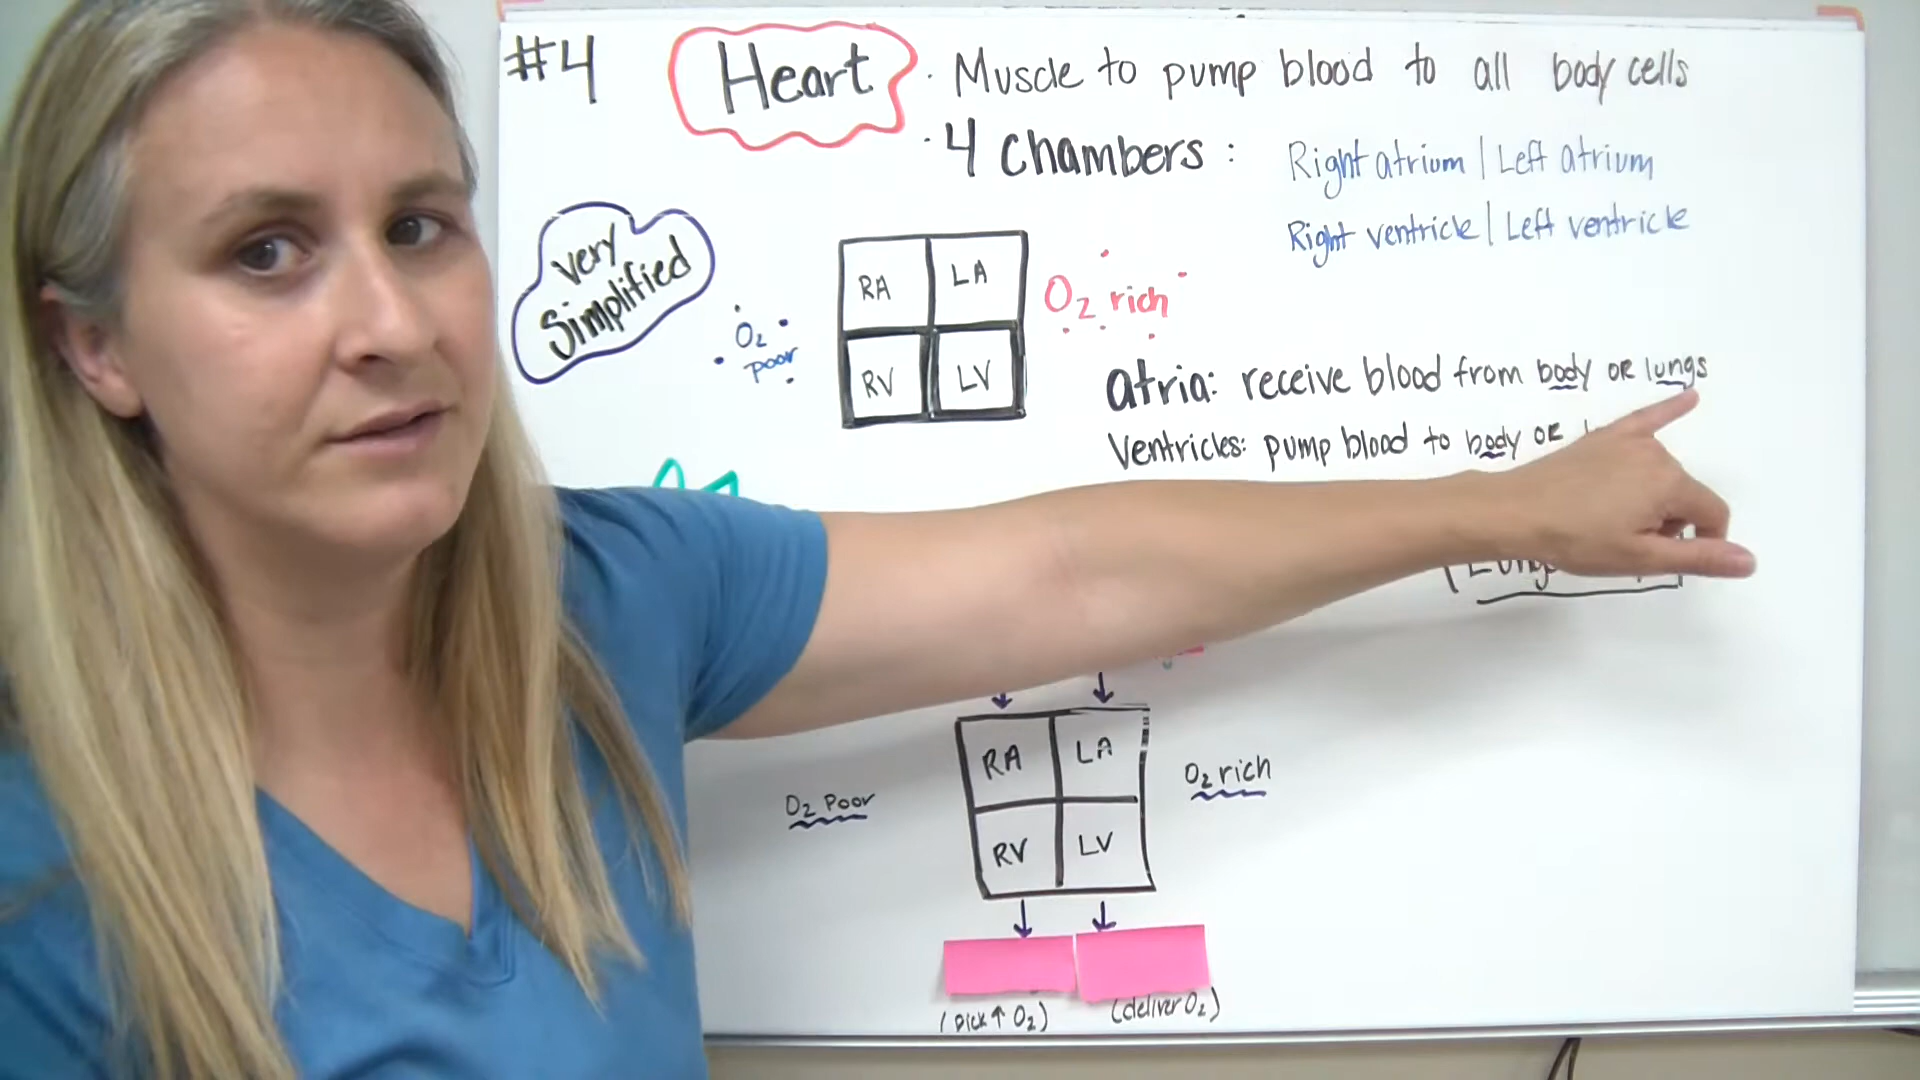 #4
Heart
· Muscle to pump blood to all body cells
· 4 Chambers :
Right atrium | Left atrium
Right ventricle | Left ventricle
Very
Simplified
O₂
poor
RA
LA
RV
LV
O₂ rich
atria: receive blood from body OR lungs
Ventricles: pump blood to body OR
RA
LA
RV
LV
O₂ Poor
O₂ rich
(pick ↑ O₂)
(deliver O₂)